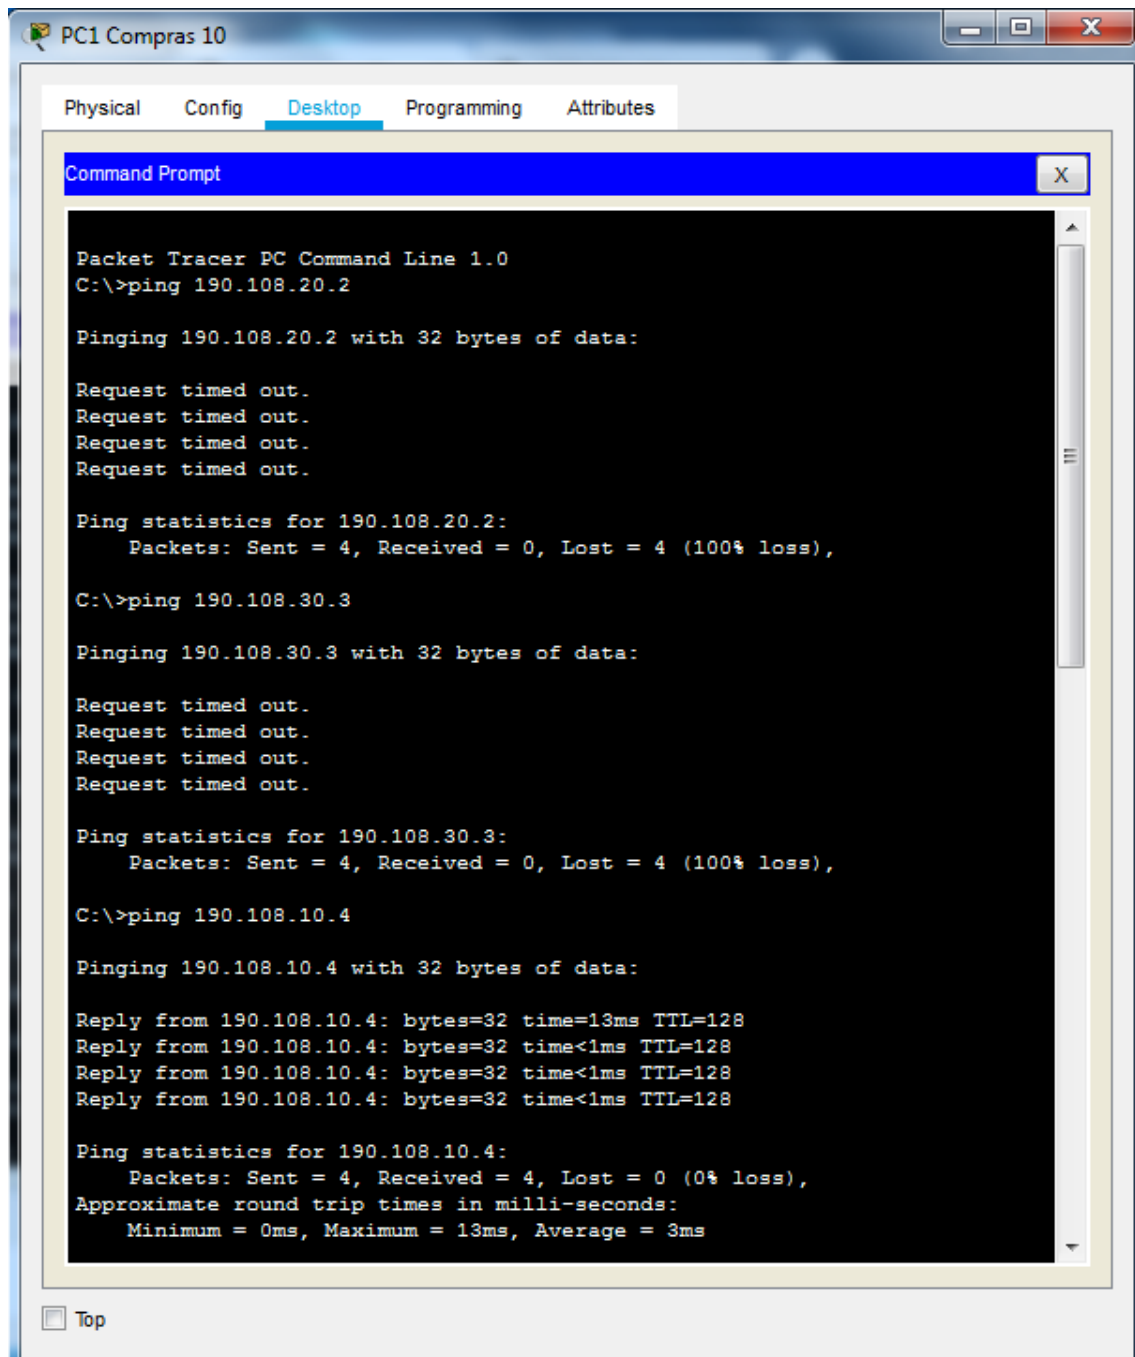 PC1 Compras 10
Physical Config Desktop Programming Attributes
Command Prompt
X
Packet Tracer PC Command Line 1.0
C:\>ping 190.108.20.2
Pinging 190.108.20.2 with 32 bytes of data:
Request timed out.
Request timed out.
Request timed out.
Request timed out.
Ping statistics for 190.108.20.2:
Packets: Sent = 4, Received = 0, Lost = 4 (100% loss),
C:\>ping 190.108.30.3
Pinging 190.108.30.3 with 32 bytes of data:
Request timed out.
Request timed out.
Request timed out.
Request timed out.
Ping statistics for 190.108.30.3:
Packets: Sent = 4, Received = 0, Lost = 4 (100% loss),
C:\>ping 190.108.10.4
Pinging 190.108.10.4 with 32 bytes of data:
Reply from 190.108.10.4: bytes=32 time=13ms TTL=128
Reply from 190.108.10.4: bytes=32 time<1ms TTL=128
Reply from 190.108.10.4: bytes=32 time<1ms TTL=128
Reply from 190.108.10.4: bytes=32 time<1ms TTL=128
Ping statistics for 190.108.10.4:
Packets: Sent = 4, Received = 4, Lost = 0 (0% loss),
Approximate round trip times in milli-seconds:
Minimum = 0ms, Maximum = 13ms, Average = 3ms
Top